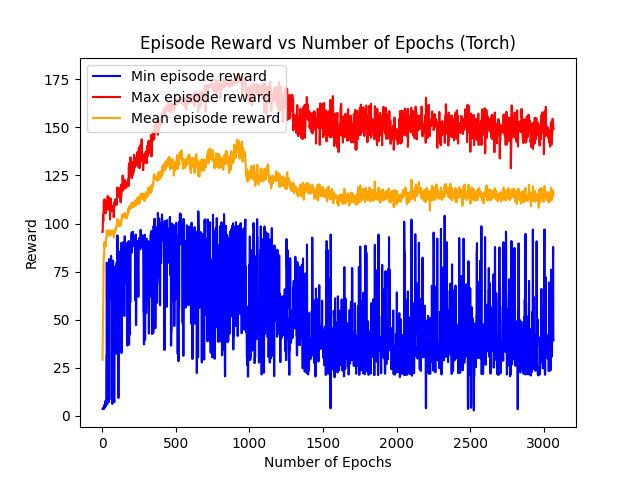 Episode Reward vs Number of Epochs (Torch)
Min episode reward
Max episode reward
Mean episode reward
175
150
125
100
75
50
25
0
Reward
0 500 1000 1500 2000 2500 3000
Number of Epochs